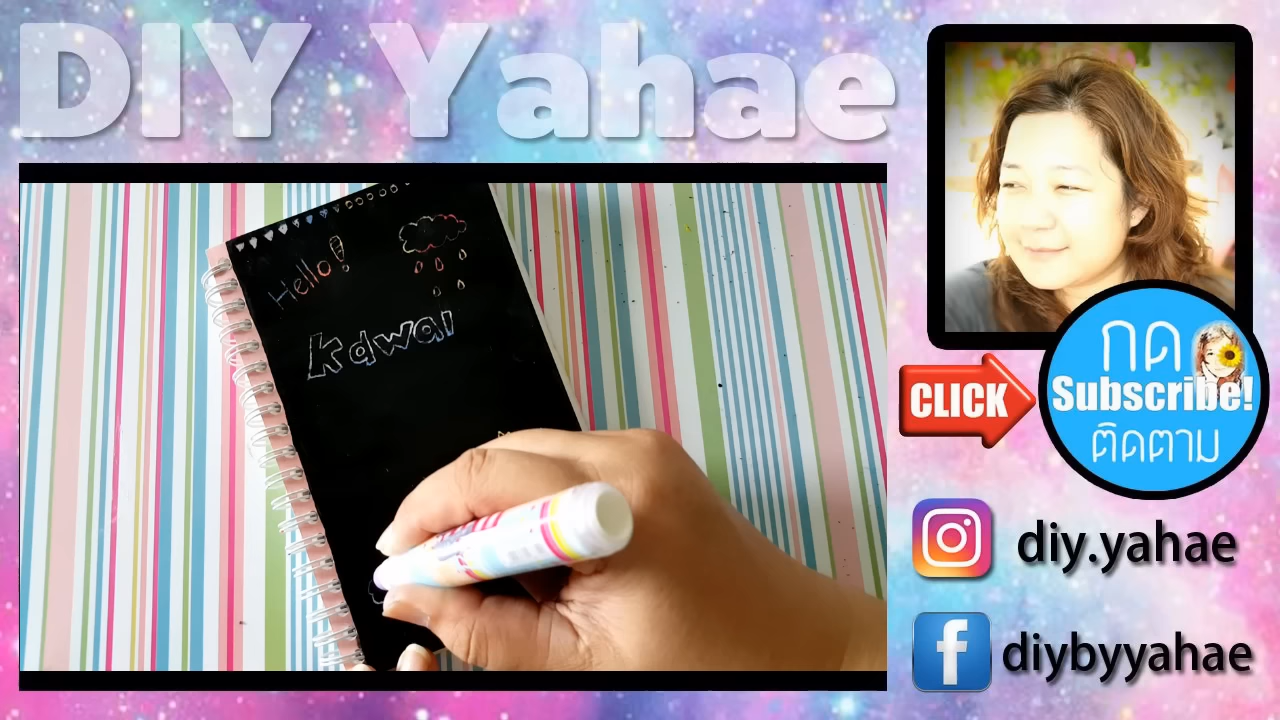 DIY Yahae
Hello!
Kawai
CLICK
กด
Subscribe!
ติดตาม
diy.yahae
diybyyahae